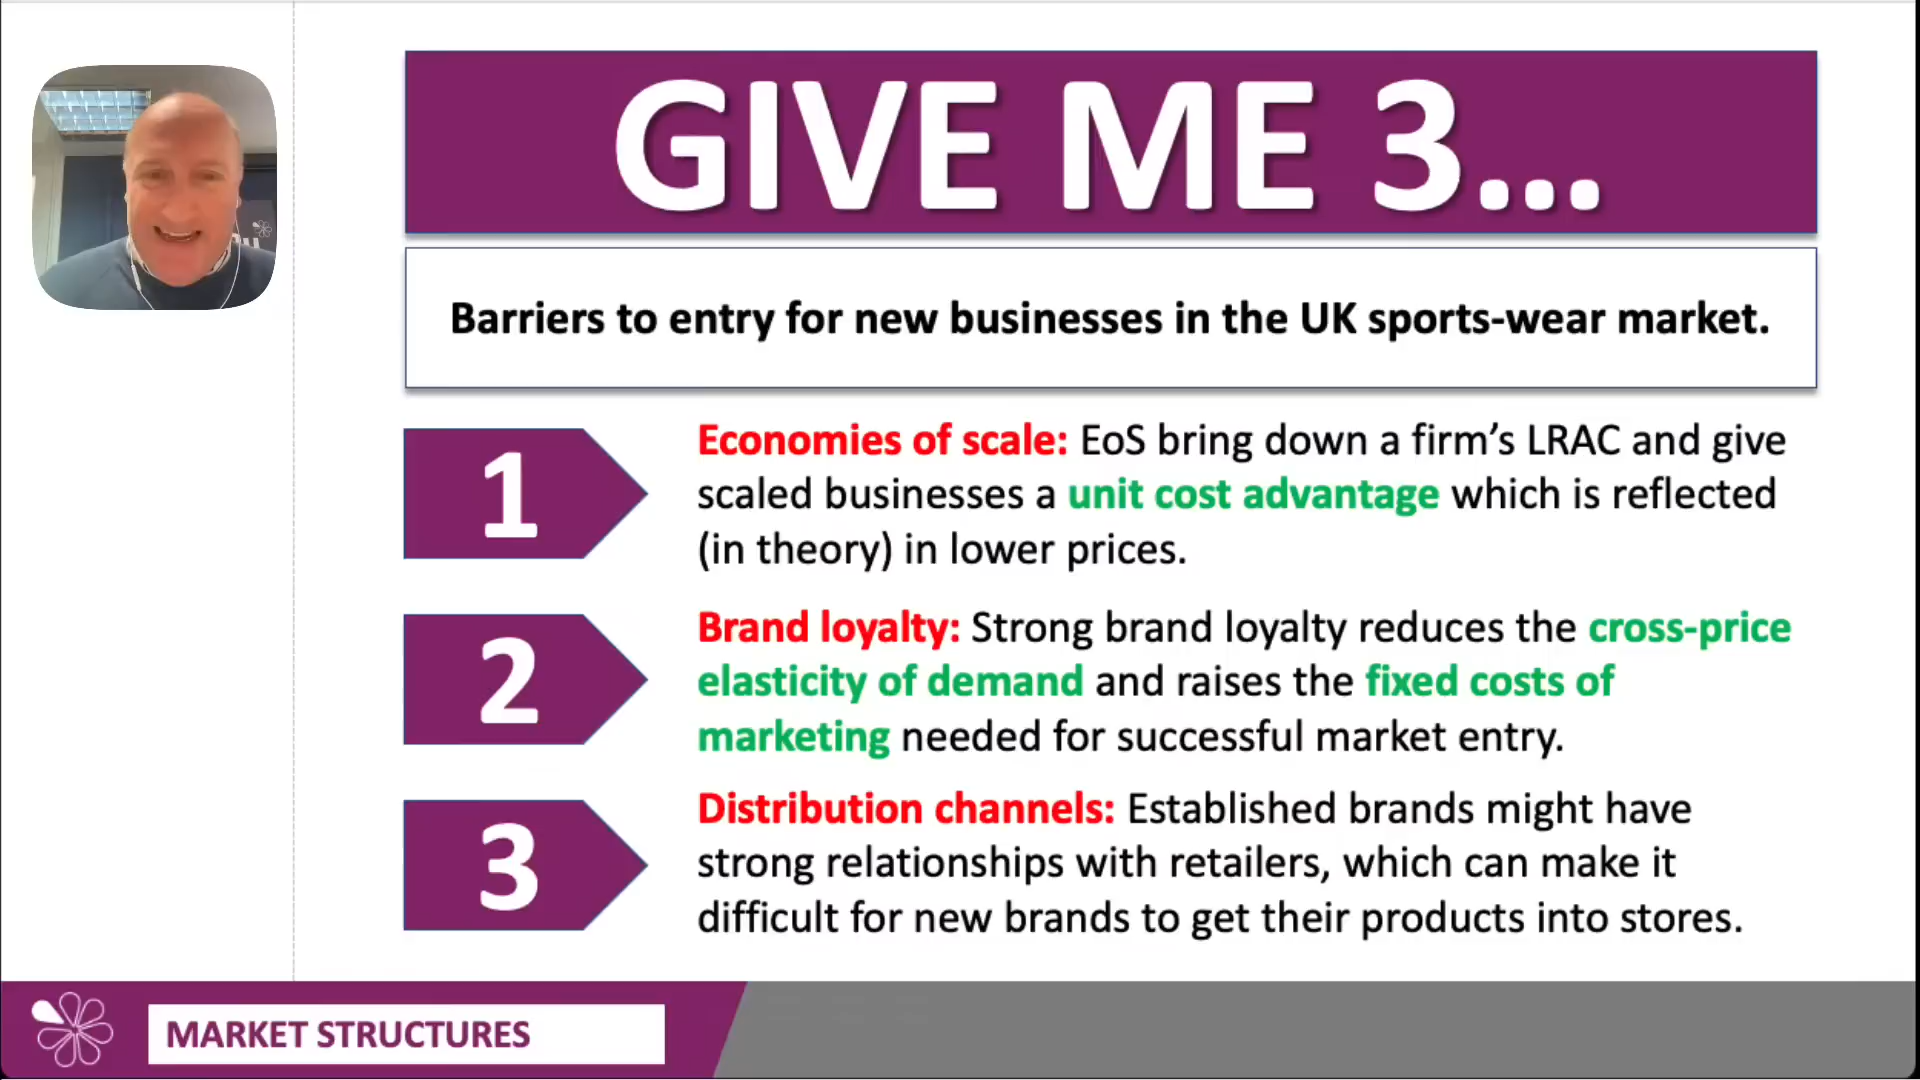 GIVE ME 3...
Barriers to entry for new businesses in the UK sports-wear market.
1
Economies of scale: EoS bring down a firm’s LRAC and give
scaled businesses a unit cost advantage which is reflected
(in theory) in lower prices.
2
Brand loyalty: Strong brand loyalty reduces the cross-price
elasticity of demand and raises the fixed costs of
marketing needed for successful market entry.
3
Distribution channels: Established brands might have
strong relationships with retailers, which can make it
difficult for new brands to get their products into stores.
MARKET STRUCTURES